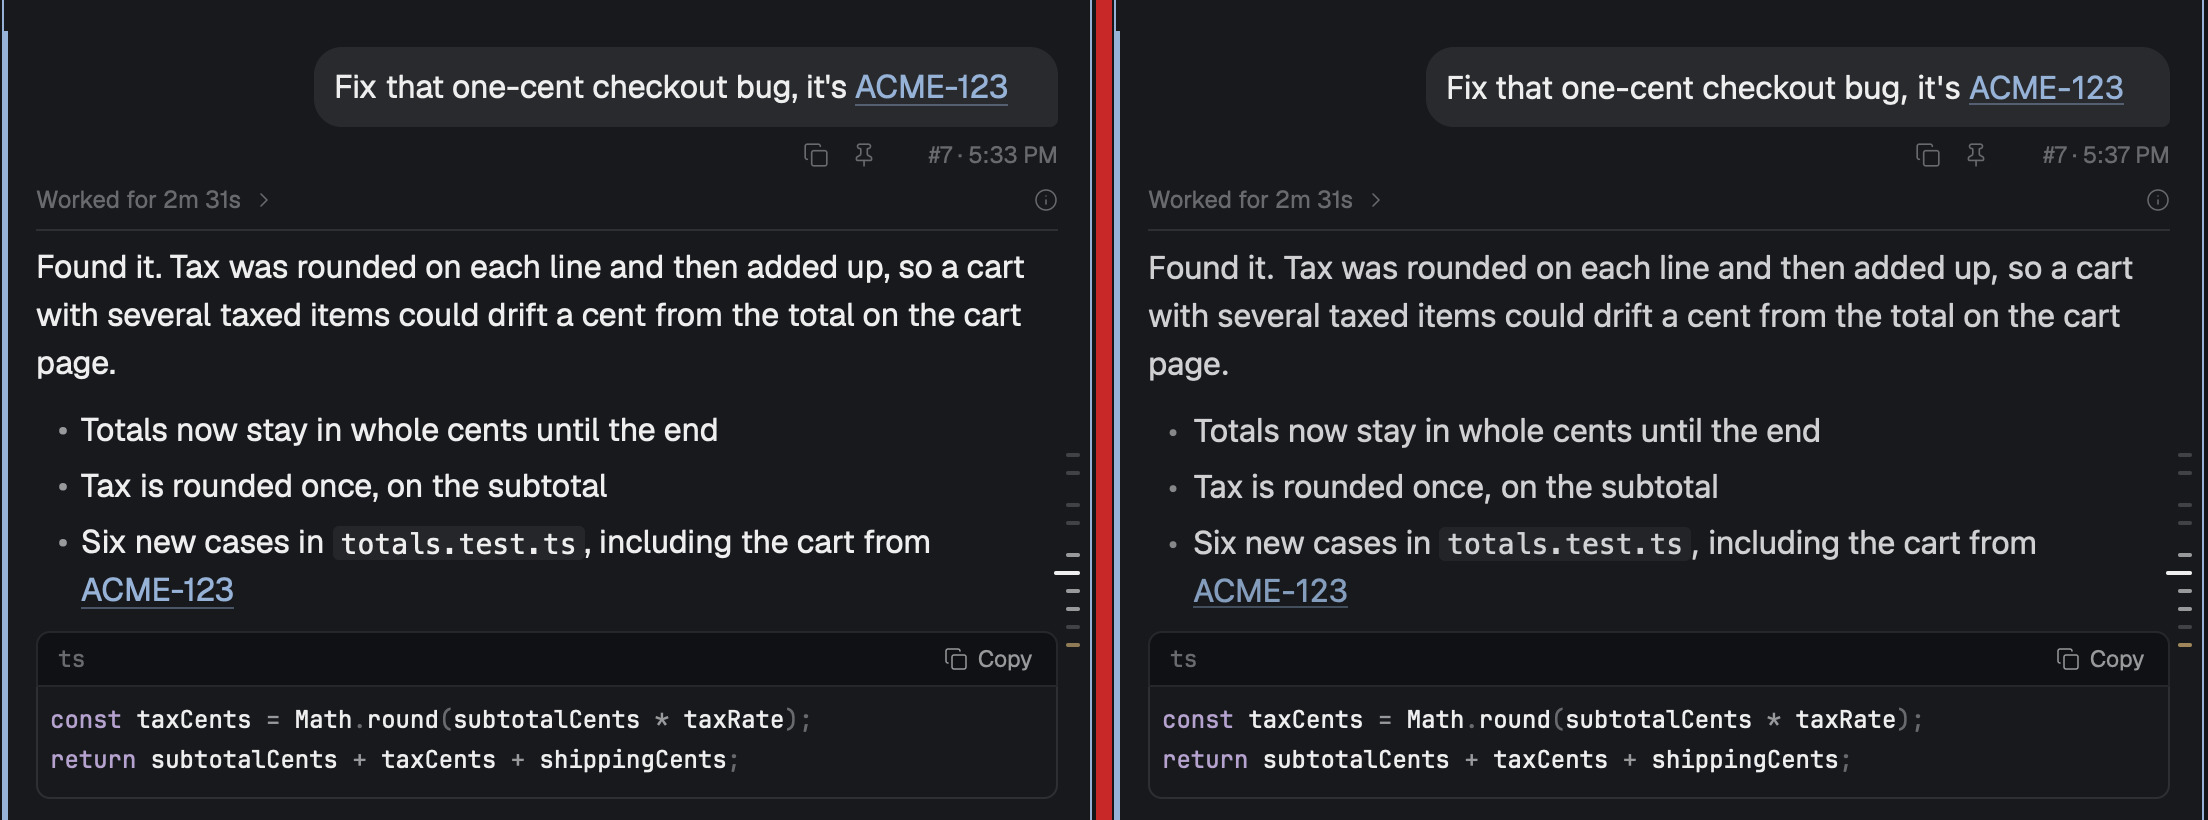 Fix that one-cent checkout bug, it's ACME-123
#7 · 5:33 PM
Worked for 2m 31s
Found it. Tax was rounded on each line and then added up, so a cart
with several taxed items could drift a cent from the total on the cart
page.
• Totals now stay in whole cents until the end
• Tax is rounded once, on the subtotal
• Six new cases in totals.test.ts, including the cart from
ACME-123
ts
Copy
const taxCents = Math.round(subtotalCents * taxRate);
return subtotalCents + taxCents + shippingCents;
Fix that one-cent checkout bug, it's ACME-123
#7 · 5:37 PM
Worked for 2m 31s
Found it. Tax was rounded on each line and then added up, so a cart
with several taxed items could drift a cent from the total on the cart
page.
• Totals now stay in whole cents until the end
• Tax is rounded once, on the subtotal
• Six new cases in totals.test.ts, including the cart from
ACME-123
ts
Copy
const taxCents = Math.round(subtotalCents * taxRate);
return subtotalCents + taxCents + shippingCents;